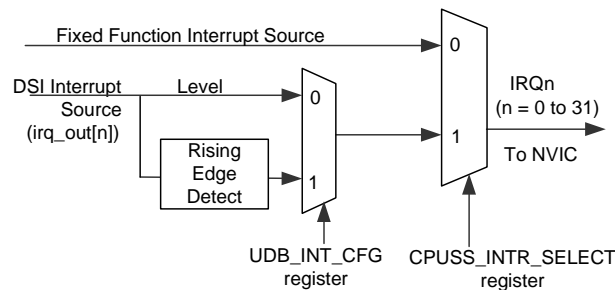 Fixed Function Interrupt Source
0
DSI Interrupt
Source
(irq_out[n])
Level
0
Rising
Edge
Detect
1
1
IRQn
(n = 0 to 31)
To NVIC
UDB_INT_CFG
register
CPUSS_INTR_SELECT
register